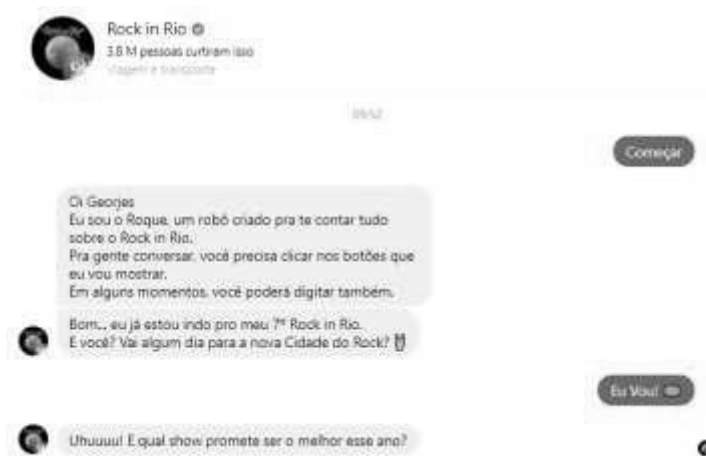 Rock in Rio
3.8 M pessoas curtiram isso
Viagem e transporte
09:52
Começar
Oi Georjes
Eu sou o Roque, um robô criado pra te contar tudo
sobre o Rock in Rio.
Pra gente conversar, você precisa clicar nos botões que
eu vou mostrar.
Em alguns momentos, você poderá digitar também.
Bom... eu já estou indo pro meu 7º Rock in Rio.
E você? Vai algum dia para a nova Cidade do Rock? 🤘
Eu Vou!
Uhuuuu! E qual show promete ser o melhor esse ano?